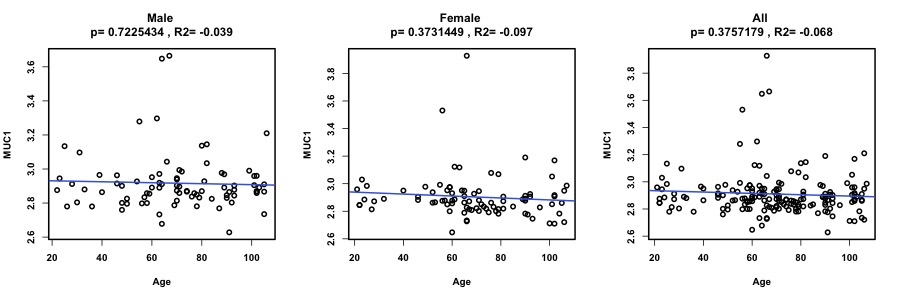 Male
p= 0.7225434 , R2= -0.039
MUC1
3.6
3.4
3.2
3.0
2.8
2.6
20 40 60 80 100
Age
Female
p= 0.3731449 , R2= -0.097
MUC1
3.8
3.6
3.4
3.2
3.0
2.8
2.6
20 40 60 80 100
Age
All
p= 0.3757179 , R2= -0.068
MUC1
3.8
3.6
3.4
3.2
3.0
2.8
2.6
20 40 60 80 100
Age